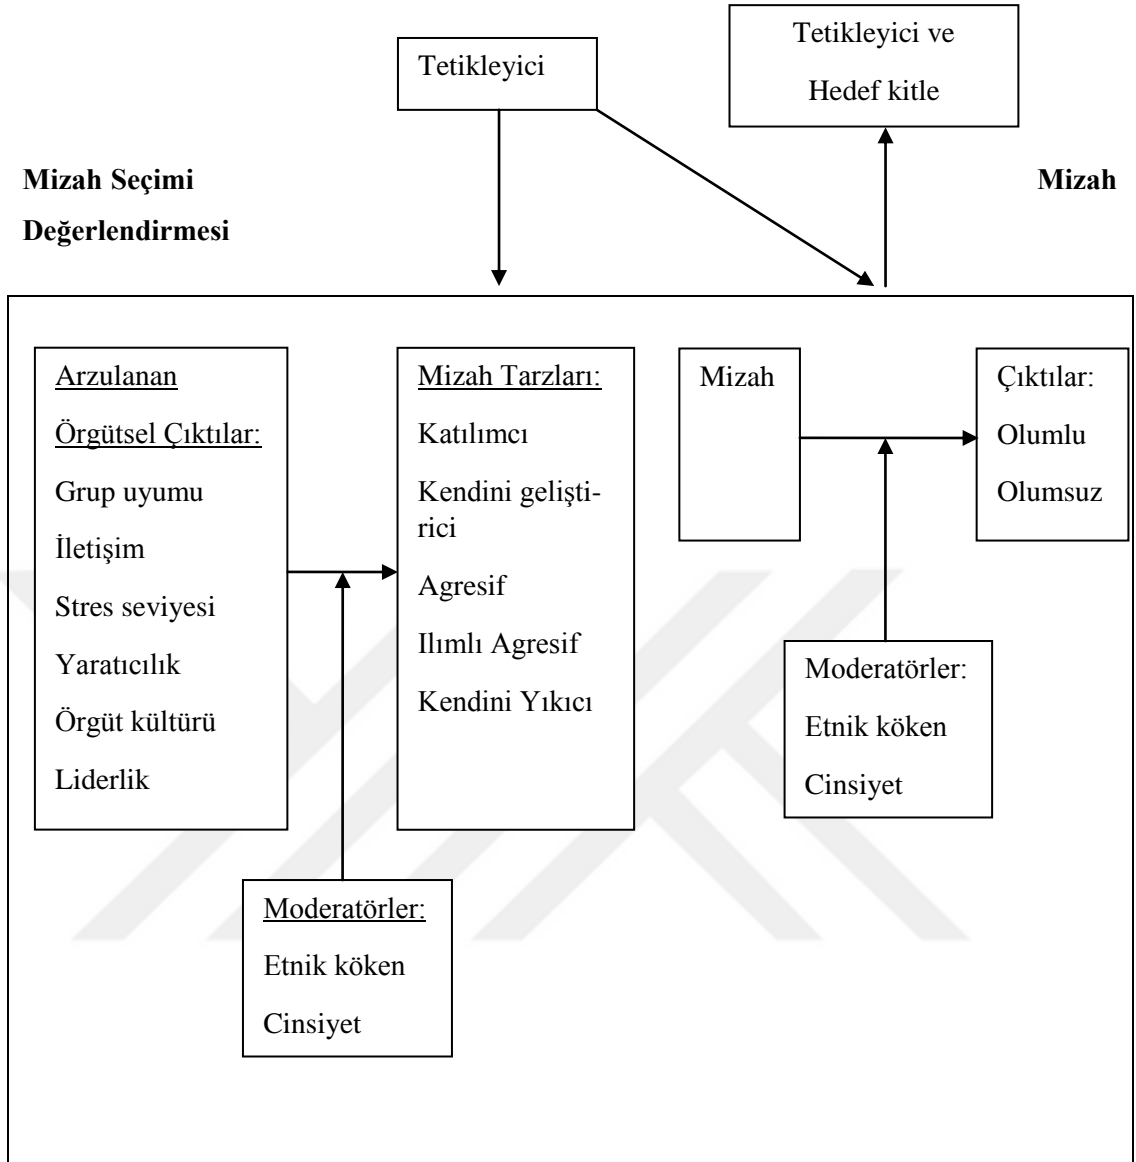 Tetikleyici
Tetikleyici ve
Hedef kitle
Mizah Seçimi
Değerlendirmesi
Mizah
Arzulanan
Örgütsel Çıktılar:
Grup uyumu
İletişim
Stres seviyesi
Yaratıcılık
Örgüt kültürü
Liderlik
Mizah Tarzları:
Katılımcı
Kendini gelişti-
rici
Agresif
Ilımlı Agresif
Kendini Yıkıcı
Mizah
Çıktılar:
Olumlu
Olumsuz
Moderatörler:
Etnik köken
Cinsiyet
Moderatörler:
Etnik köken
Cinsiyet